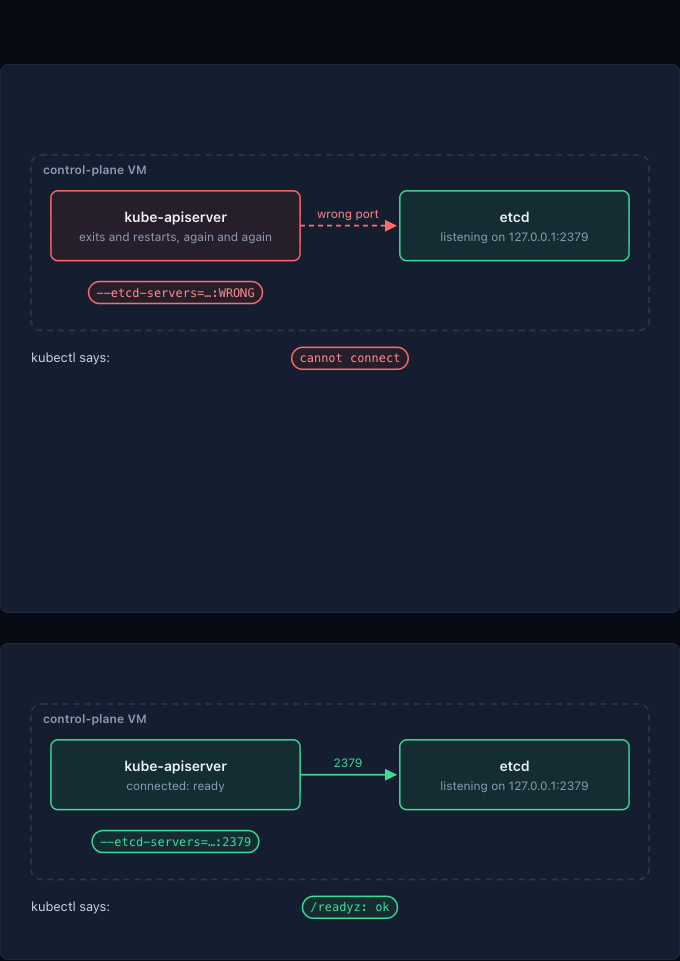 control-plane VM
kube-apiserver
exits and restarts, again and again
wrong port
etcd
listening on 127.0.0.1:2379
--etcd-servers=…:WRONG
kubectl says:
cannot connect
control-plane VM
kube-apiserver
connected: ready
2379
etcd
listening on 127.0.0.1:2379
--etcd-servers=…:2379
kubectl says:
/readyz: ok